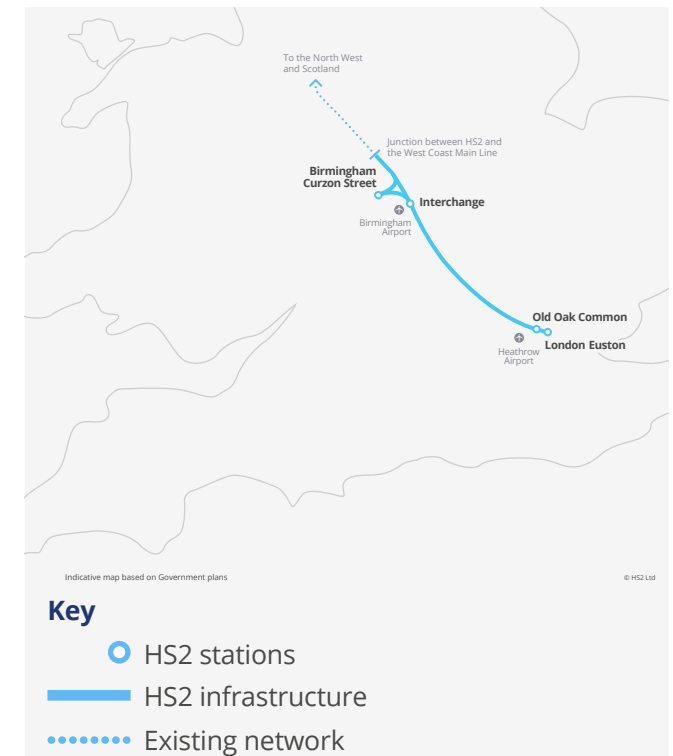 To the North West
and Scotland
Junction between HS2 and
the West Coast Main Line
Birmingham
Curzon Street
Interchange
Birmingham
Airport
Old Oak Common
London Euston
Heathrow
Airport
Indicative map based on Government plans
© HS2 Ltd
Key
HS2 stations
HS2 infrastructure
Existing network